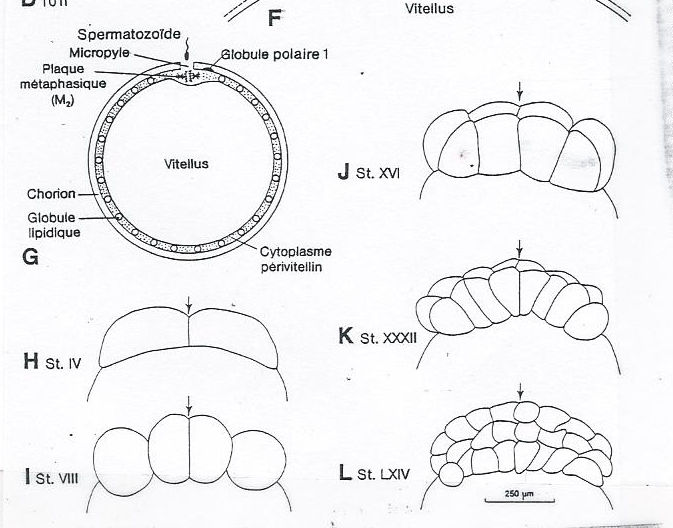 F
Vitellus
Spermatozoïde
Micropyle
Globule polaire 1
Plaque
métaphasique
(M2)
Vitellus
Chorion
Globule
lipidique
Cytoplasme
périvitellin
G
H St. IV
I St. VIII
J St. XVI
K St. XXXII
L St. LXIV
250 µm